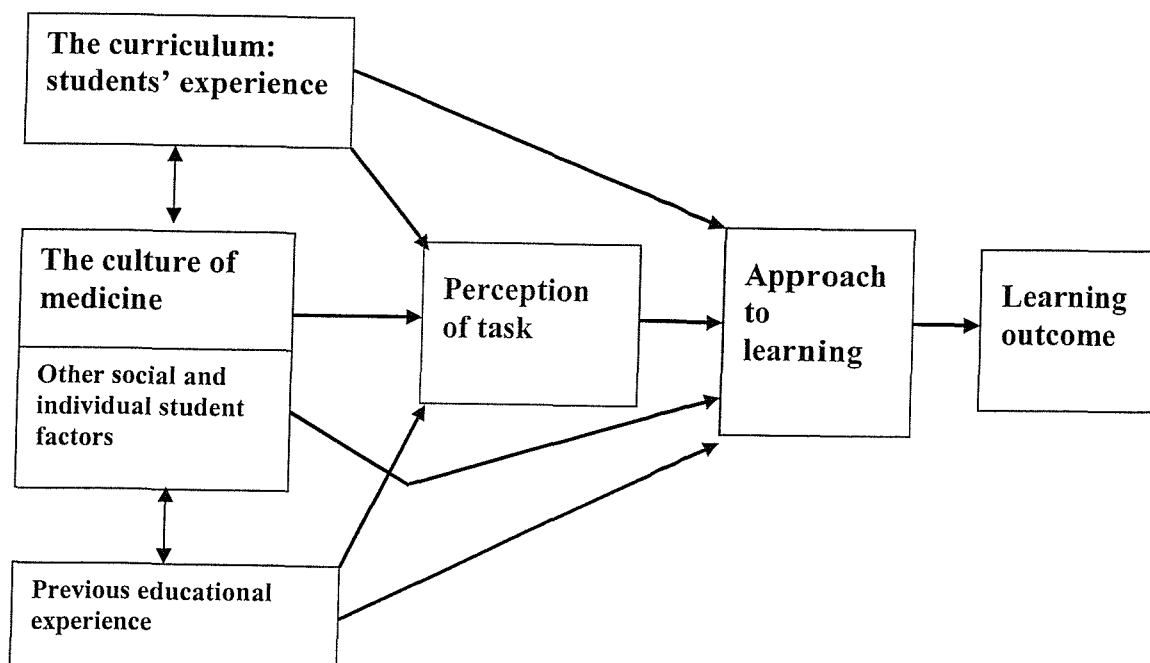 The curriculum:
students’ experience
The culture of
medicine
Other social and
individual student
factors
Previous educational
experience
Perception
of task
Approach
to
learning
Learning
outcome